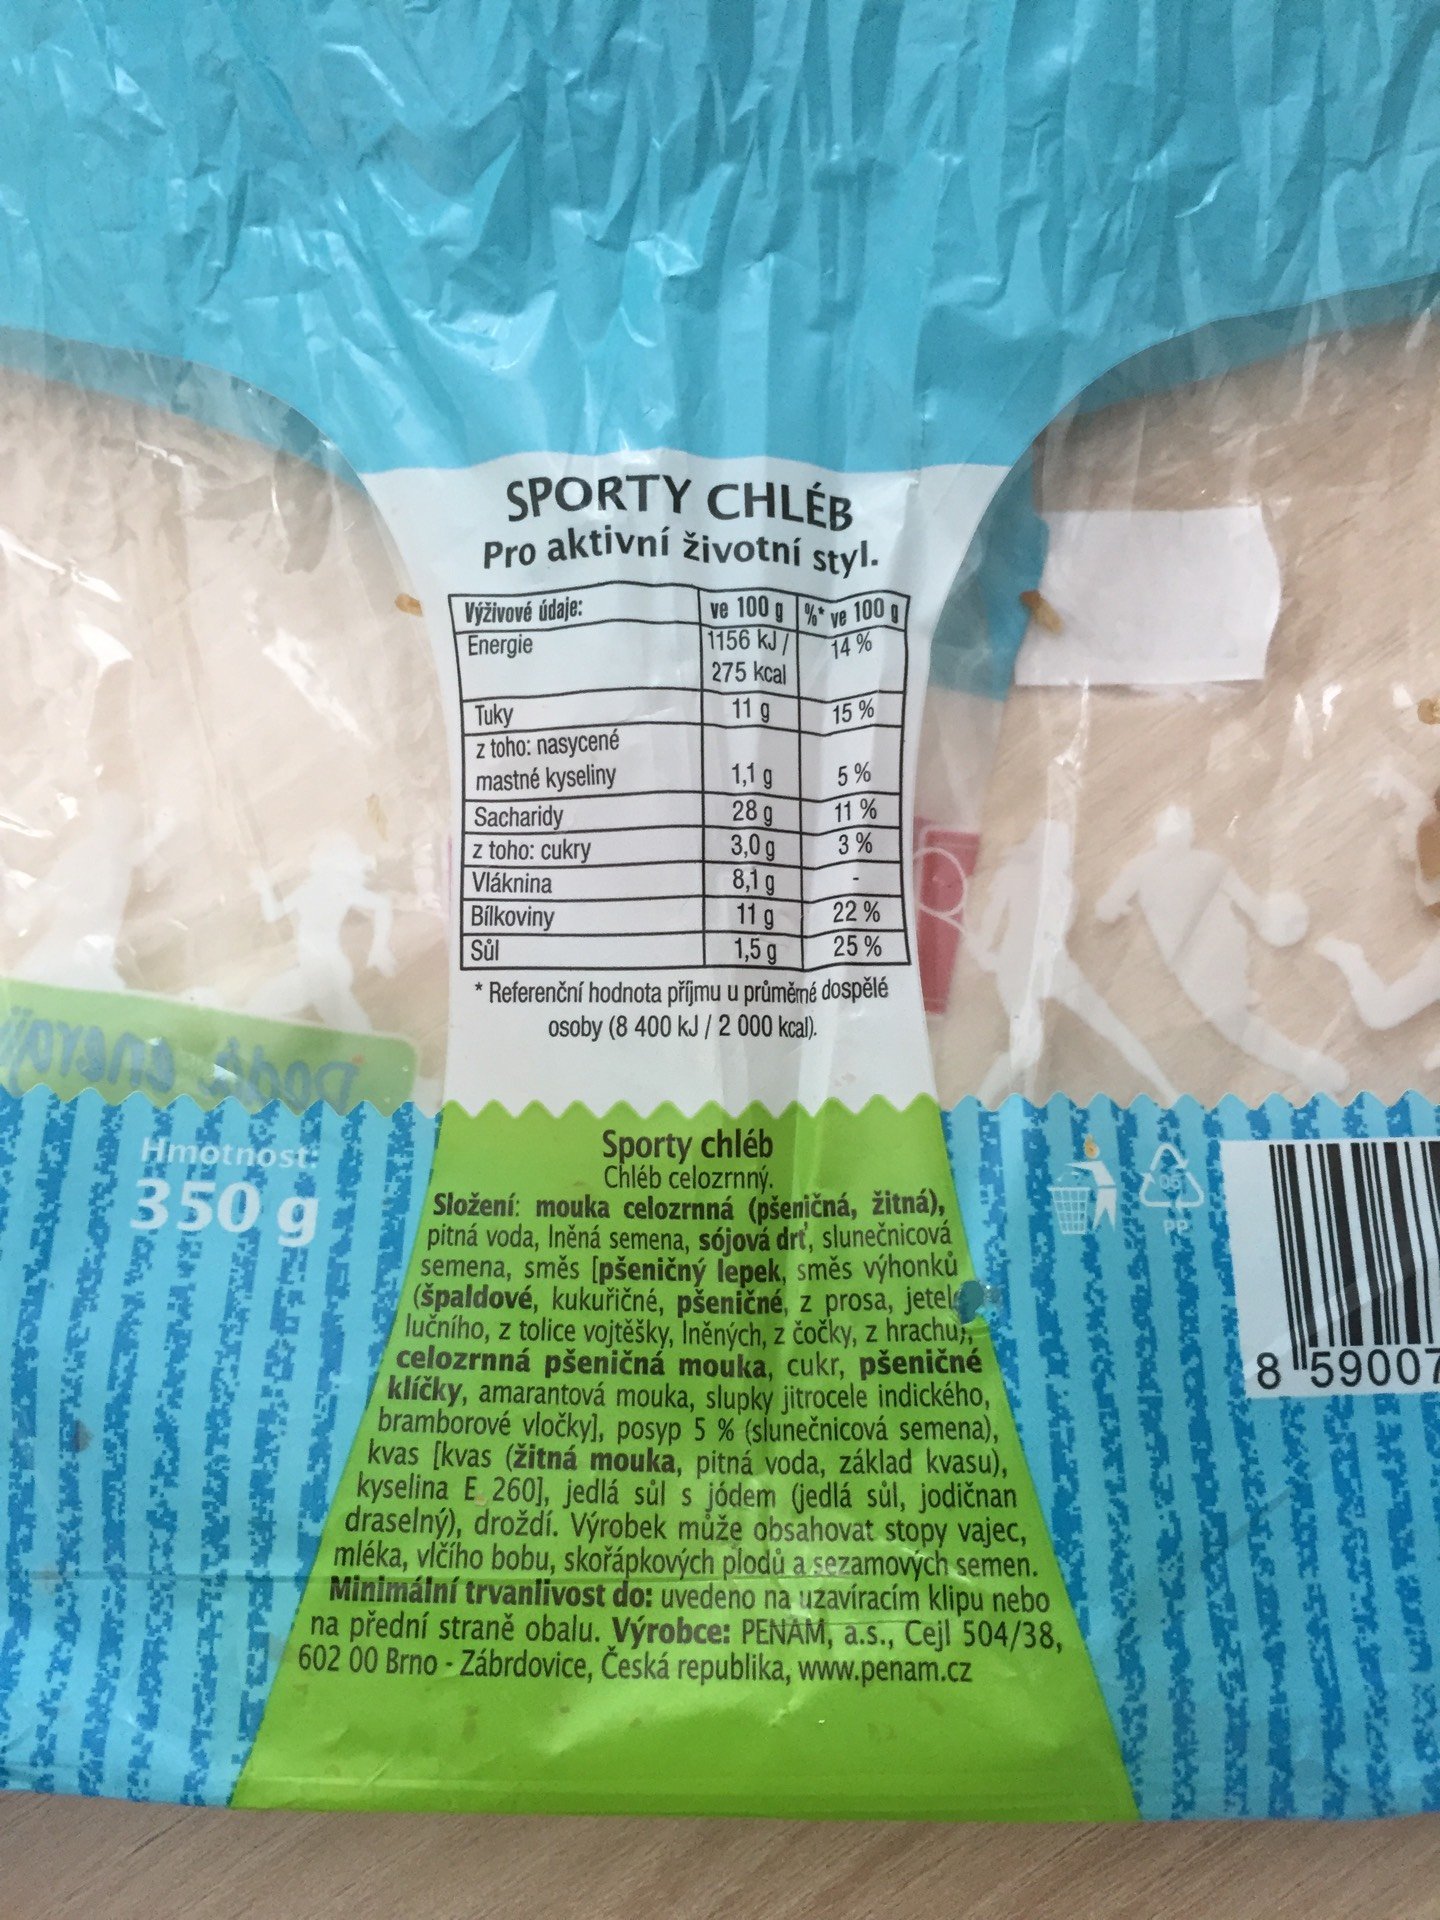 SPORTY CHLÉB
Pro aktivní životní styl.
Výživové údaje: ve 100 g %* ve 100 g
Energie 1156 kJ / 14 %
275 kcal
Tuky 11 g 15 %
z toho: nasycené
mastné kyseliny 1,1 g 5 %
Sacharidy 28 g 11 %
z toho: cukry 3,0 g 3 %
Vláknina 8,1 g -
Bílkoviny 11 g 22 %
Sůl 1,5 g 25 %
* Referenční hodnota příjmu u průměrné dospělé
osoby (8 400 kJ / 2 000 kcal).
Hmotnost:
350 g
Sporty chléb
Chléb celozrnný.
Složení: mouka celozrnná (pšeničná, žitná),
pitná voda, lněná semena, sójová drť, slunečnicová
semena, směs [pšeničný lepek, směs výhonků
(špaldové, kukuřičné, pšeničné, z prosa,
lučního, z tolice vojtěšky, lněných, z čočky, z hrachu),
celozrnná pšeničná mouka, cukr, pšeničné
klíčky, amarantová mouka, slupky jitrocele indického,
bramborové vločky], posyp 5 % (slunečnicová semena),
kvas [kvas (žitná mouka, pitná voda, základ kvasu),
kyselina E 260], jedlá sůl s jódem (jedlá sůl, jodičnan
draselný), droždí. Výrobek může obsahovat stopy vajec,
mléka, vlčího bobu, skořápkových plodů a sezamových semen.
Minimální trvanlivost do: uvedeno na uzavíracím klipu nebo
na přední straně obalu. Výrobce: PENAM, a.s., Cejl 504/38,
602 00 Brno - Zábrdovice, Česká republika, www.penam.cz
PP
8 59007